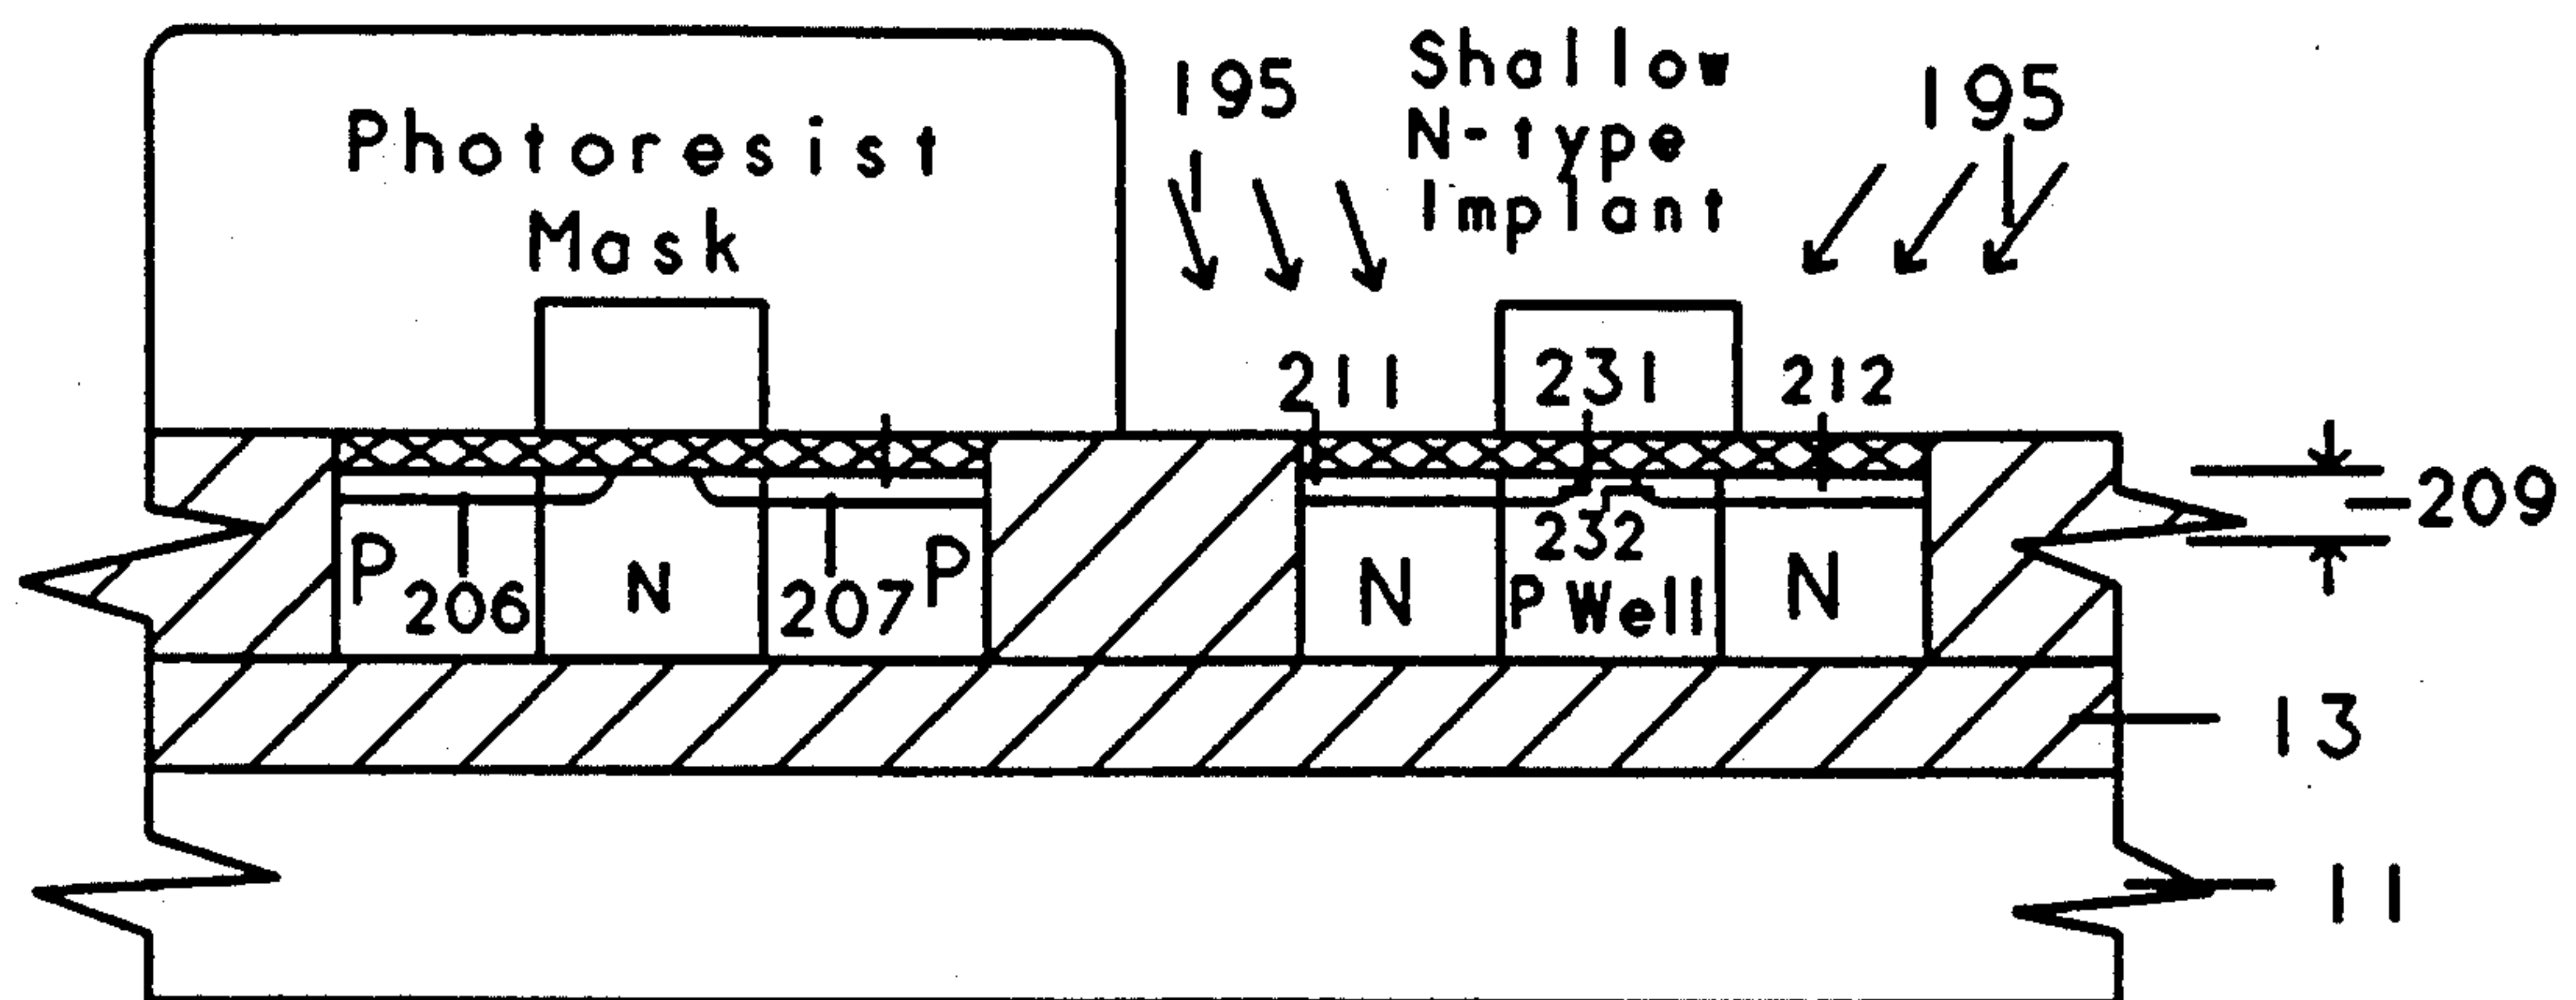 Photoresist
Mask
195
Shallow
N-type
Implant
195
211
231
212
209
P
206
N
207
P
N
232
P Well
N
13
11